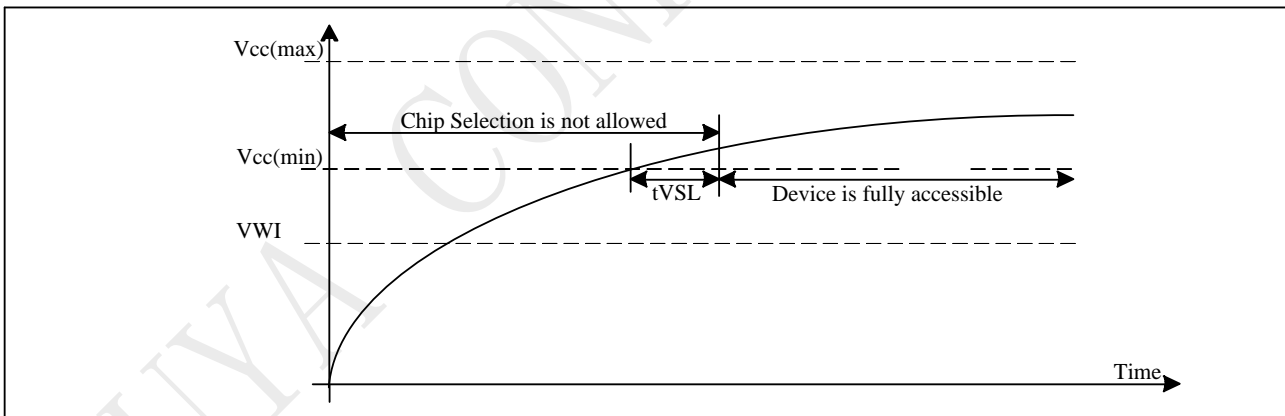 Vcc(max)
Chip Selection is not allowed
Vcc(min)
tVSL
Device is fully accessible
VWI
Time